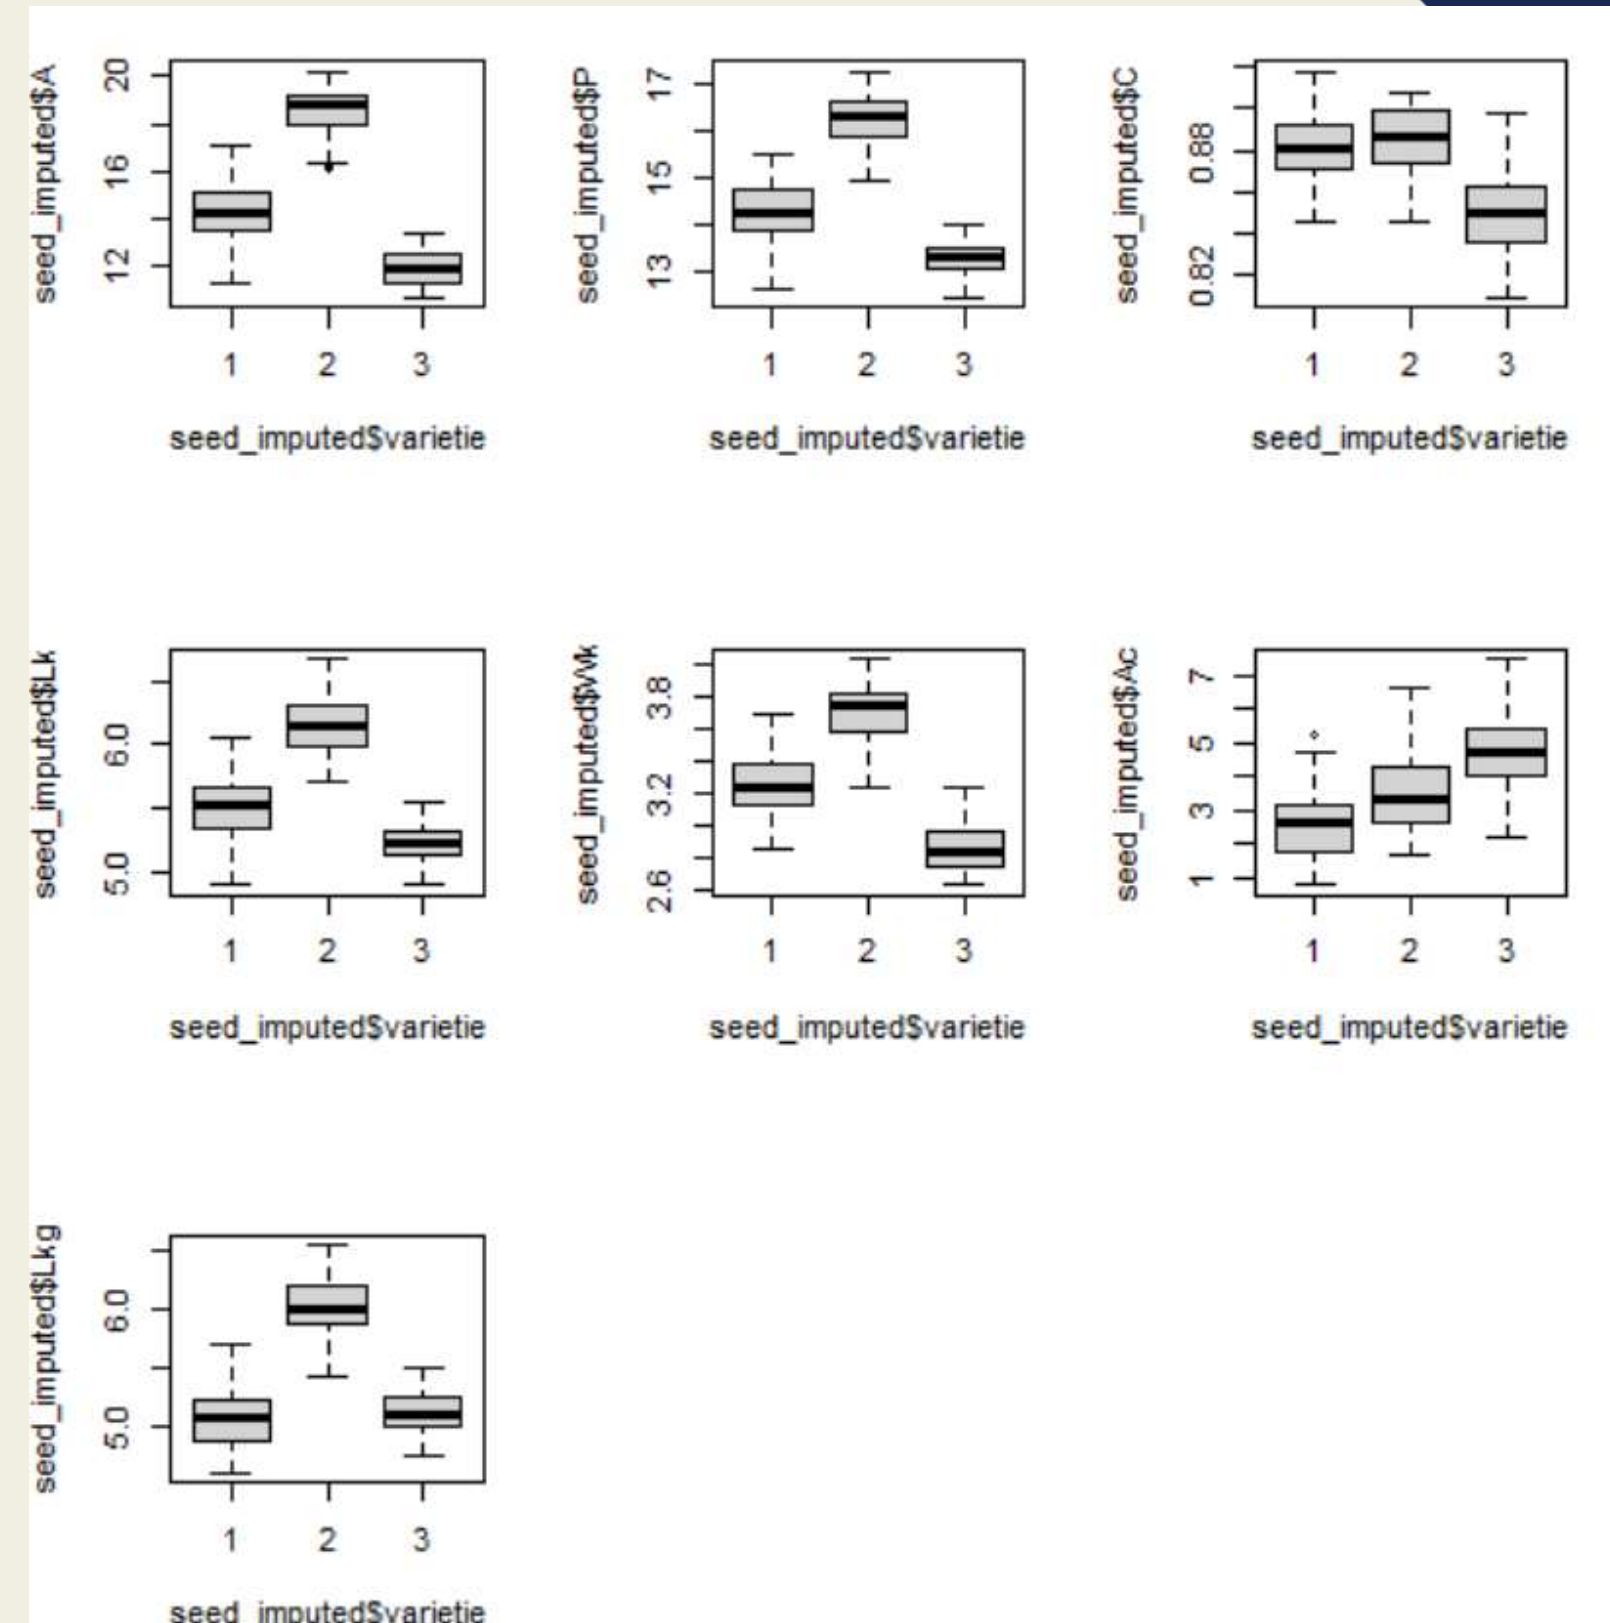 seed_imputed$A
20
16
12
1 2 3
seed_imputed$varietie
seed_imputed$P
17
15
13
1 2 3
seed_imputed$varietie
seed_imputed$C
0.88
0.82
1 2 3
seed_imputed$varietie
seed_imputed$Lk
6.0
5.0
1 2 3
seed_imputed$varietie
seed_imputed$Wk
3.8
3.2
2.6
1 2 3
seed_imputed$varietie
seed_imputed$Ac
7
5
3
1
1 2 3
seed_imputed$varietie
seed_imputed$Lkg
6.0
5.0
1 2 3
seed_imputed$varietie